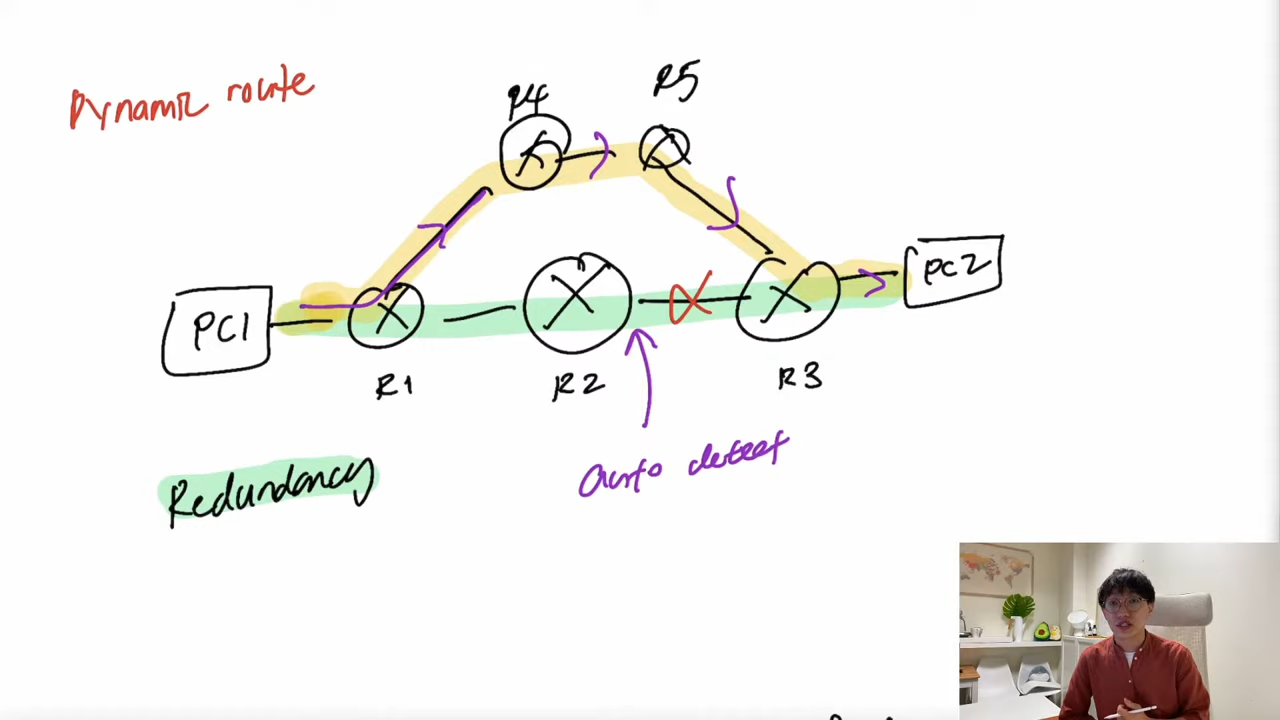 Dynamic route
R4
R5
PC1
PC2
R1
R2
R3
Redundancy
auto detect